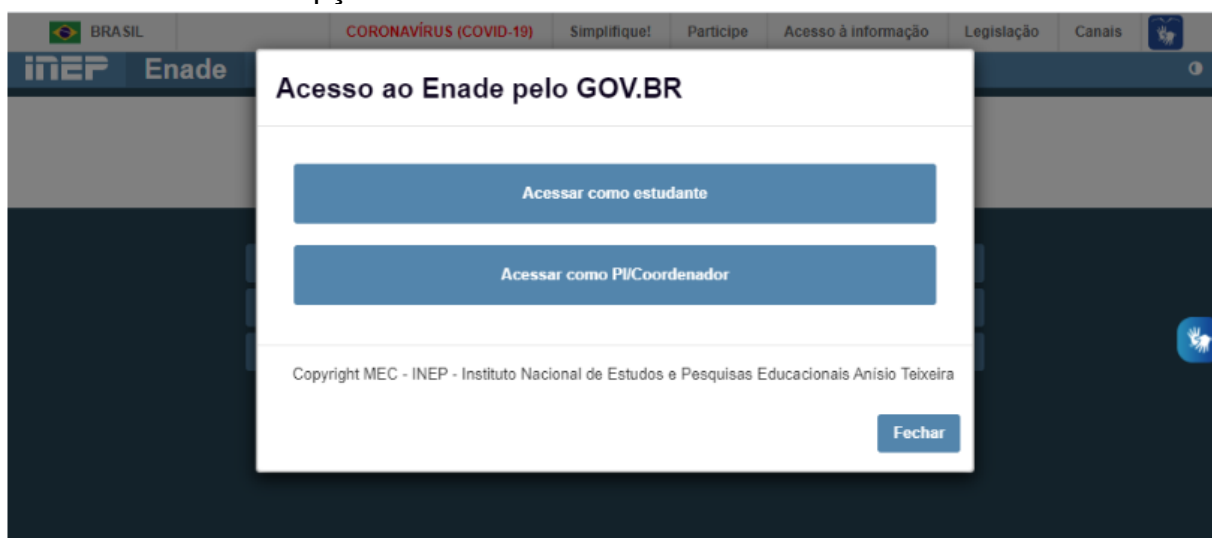 BRASIL
CORONAVÍRUS (COVID-19)
Simplifique!
Participe
Acesso à informação
Legislação
Canais
inep Enade
Acesso ao Enade pelo GOV.BR
Acessar como estudante
Acessar como PI/Coordenador
Copyright MEC - INEP - Instituto Nacional de Estudos e Pesquisas Educacionais Anísio Teixeira
Fechar